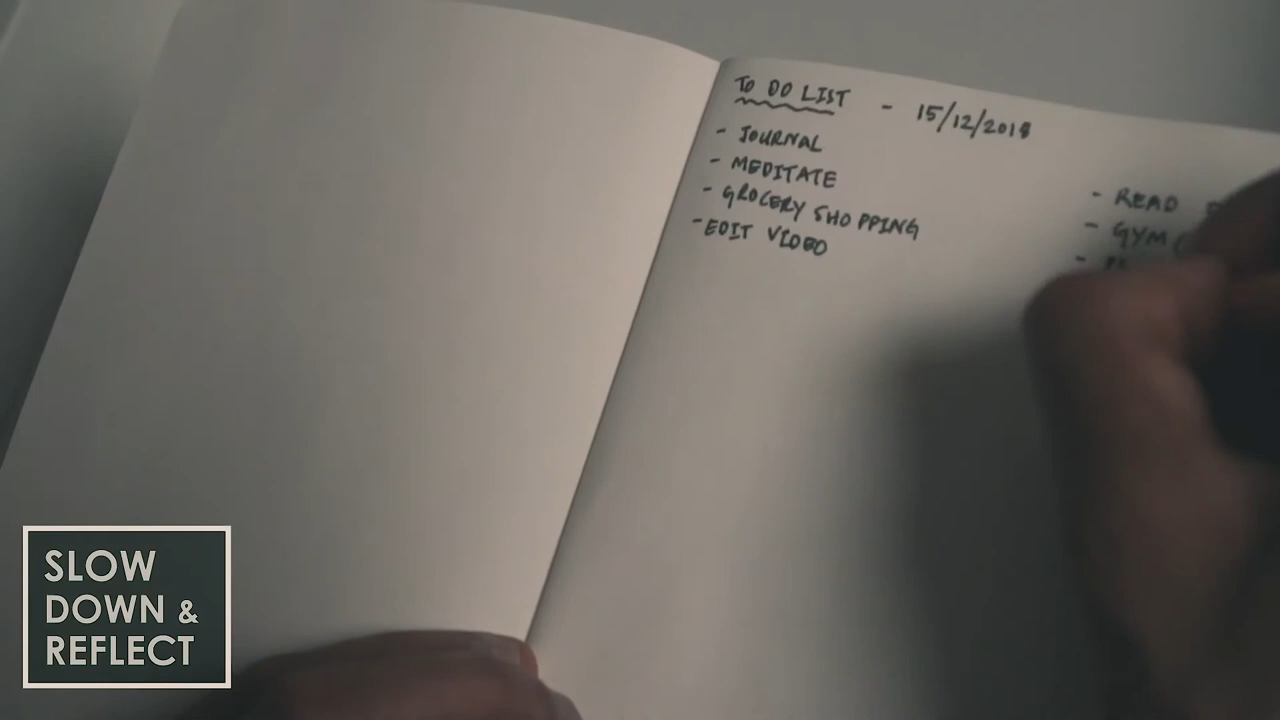 TO DO LIST - 15/12/2018
- JOURNAL
- MEDITATE
- GROCERY SHOPPING
- EDIT VIDEO
- READ
- GYM
SLOW
DOWN &
REFLECT